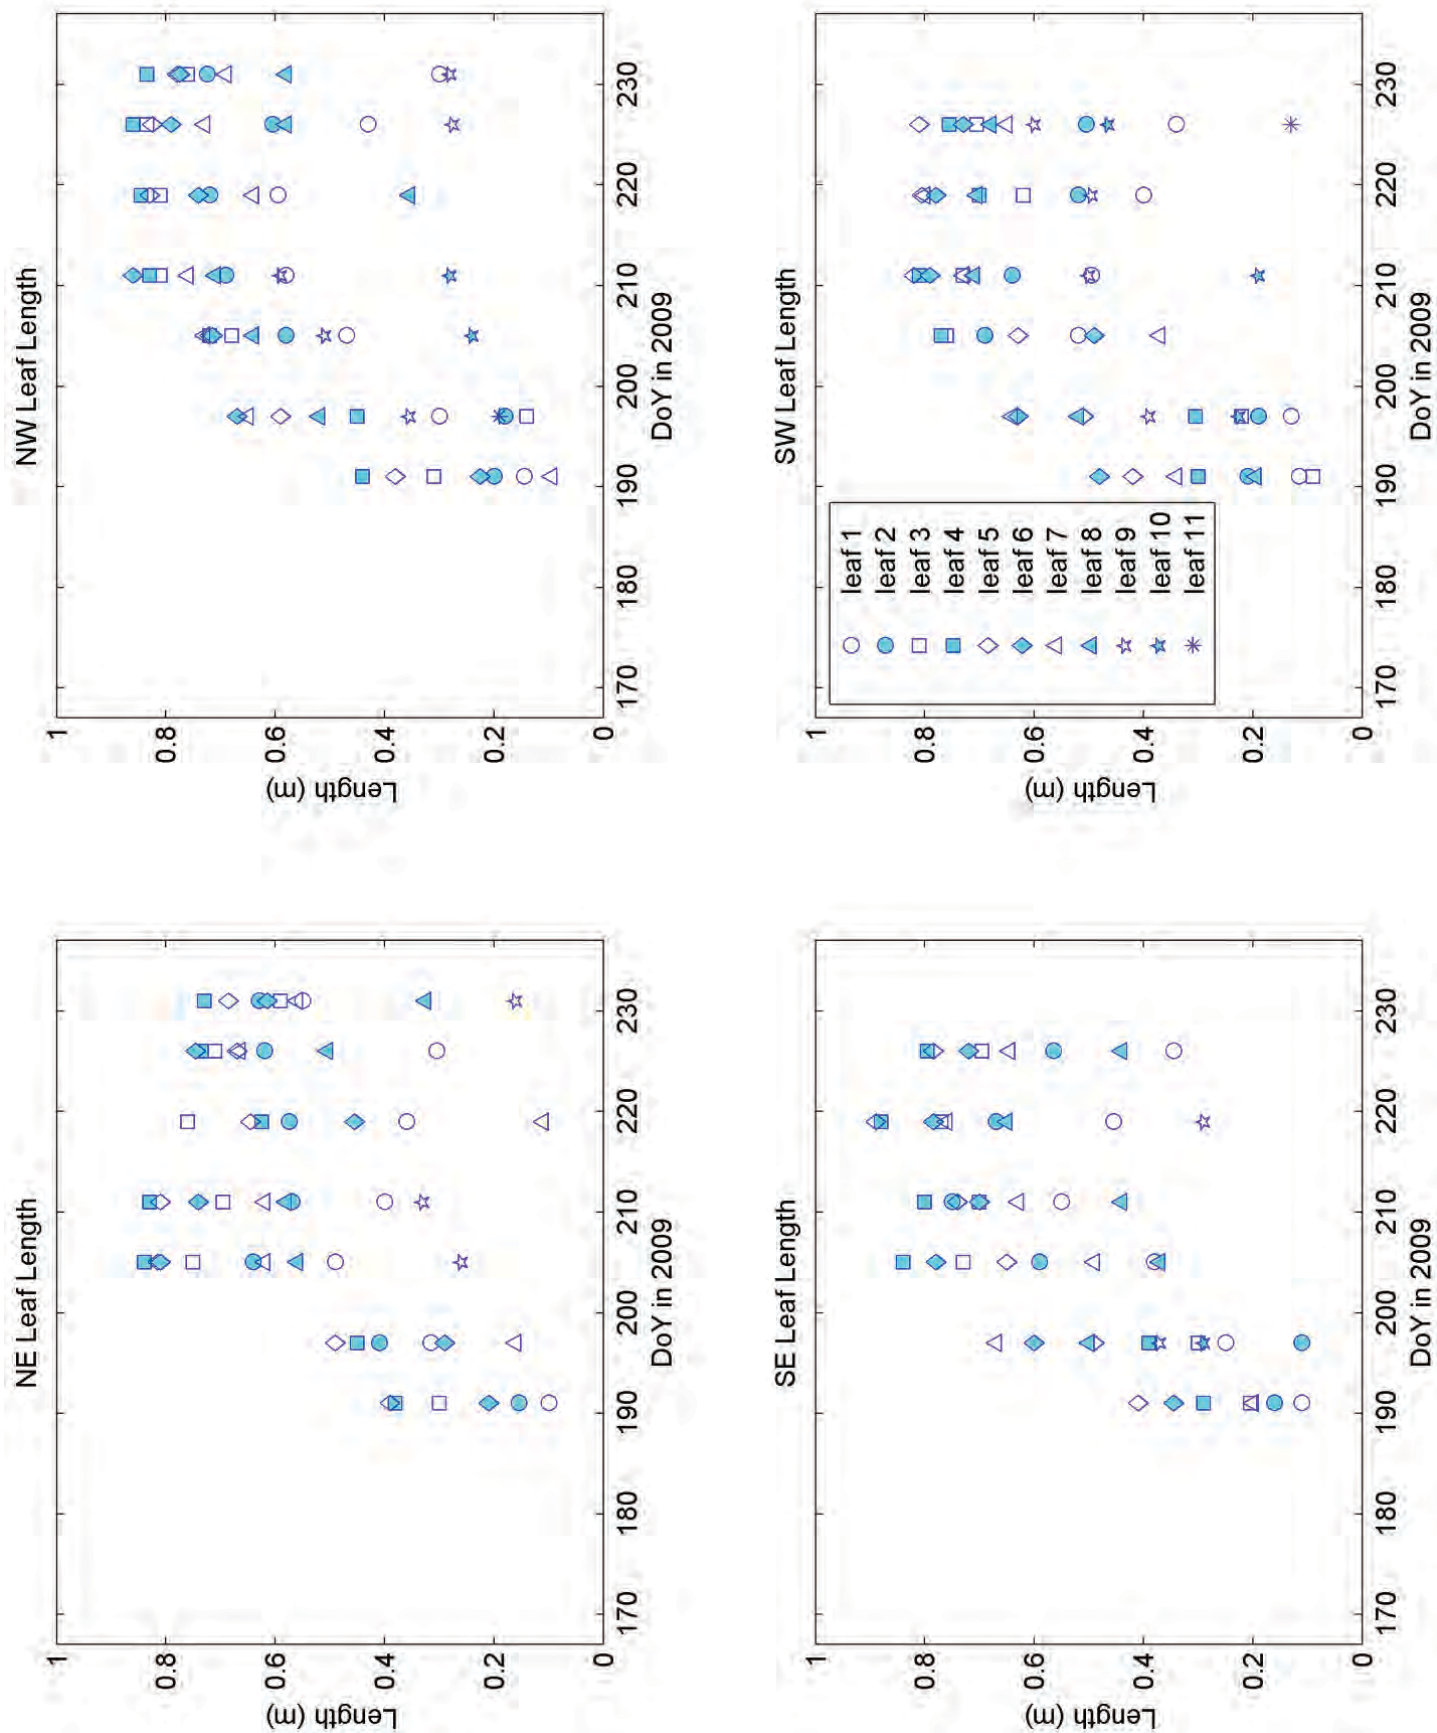 NE Leaf Length
1
0.8
0.6
0.4
0.2
0
Length (m)
170
180
190
200
210
220
230
DoY in 2009
NW Leaf Length
1
0.8
0.6
0.4
0.2
0
Length (m)
170
180
190
200
210
220
230
DoY in 2009
SE Leaf Length
1
0.8
0.6
0.4
0.2
0
Length (m)
170
180
190
200
210
220
230
DoY in 2009
SW Leaf Length
1
0.8
0.6
0.4
0.2
0
Length (m)
leaf 1
leaf 2
leaf 3
leaf 4
leaf 5
leaf 6
leaf 7
leaf 8
leaf 9
leaf 10
leaf 11
170
180
190
200
210
220
230
DoY in 2009